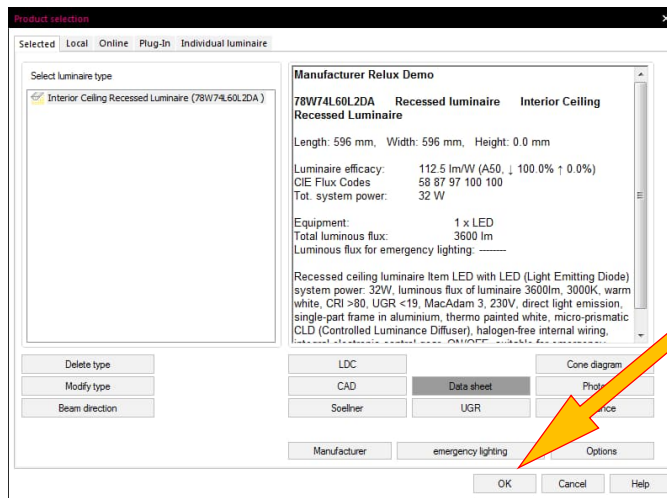 Product selection
Selected Local Online Plug-In Individual luminaire
Select luminaire type
Interior Ceiling Recessed Luminaire (78W74L60L2DA )
Manufacturer Relux Demo
78W74L60L2DA Recessed luminaire Interior Ceiling
Recessed Luminaire
Length: 596 mm, Width: 596 mm, Height: 0.0 mm
Luminaire efficacy: 112.5 lm/W (A50, ↓ 100.0% ↑ 0.0%)
CIE Flux Codes 58 87 97 100 100
Tot. system power: 32 W
Equipment: 1 x LED
Total luminous flux: 3600 lm
Luminous flux for emergency lighting: --------
Recessed ceiling luminaire Item LED with LED (Light Emitting Diode)
system power: 32W, luminous flux of luminaire 3600lm, 3000K, warm
white, CRI >80, UGR <19, MacAdam 3, 230V, direct light emission,
single-part frame in aluminium, thermo painted white, micro-prismatic
CLD (Controlled Luminance Diffuser), halogen-free internal wiring,
Delete type LDC Cone diagram
Modify type CAD Data sheet
Beam direction Soellner UGR
Manufacturer emergency lighting Options
OK Cancel Help